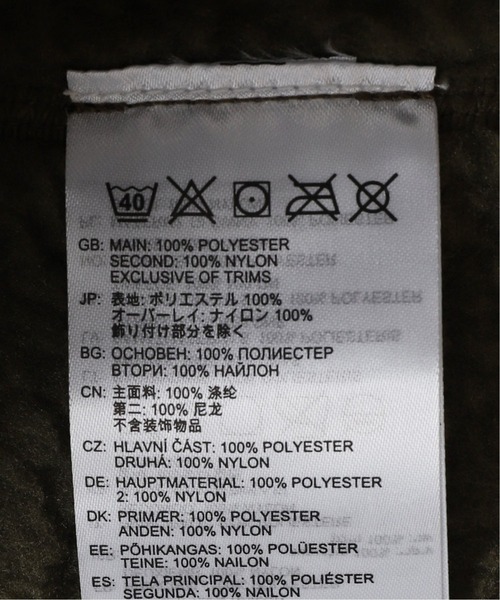 40
GB: MAIN: 100% POLYESTER
SECOND: 100% NYLON
EXCLUSIVE OF TRIMS
JP: 表地: ポリエステル 100%
オーバーレイ: ナイロン 100%
飾り付け部分を除く
BG: ОСНОВЕН: 100% ПОЛИЕСТЕР
ВТОРИ: 100% НАЙЛОН
CN: 主面料: 100% 涤纶
第二: 100% 尼龙
不含装饰物品
CZ: HLAVNÍ ČÁST: 100% POLYESTER
DRUHÁ: 100% NYLON
DE: HAUPTMATERIAL: 100% POLYESTER
2: 100% NYLON
DK: PRIMÆR: 100% POLYESTER
ANDEN: 100% NYLON
EE: PÕHIKANGAS: 100% POLÜESTER
TEINE: 100% NAILON
ES: TELA PRINCIPAL: 100% POLIÉSTER
SEGUNDA: 100% NYLON